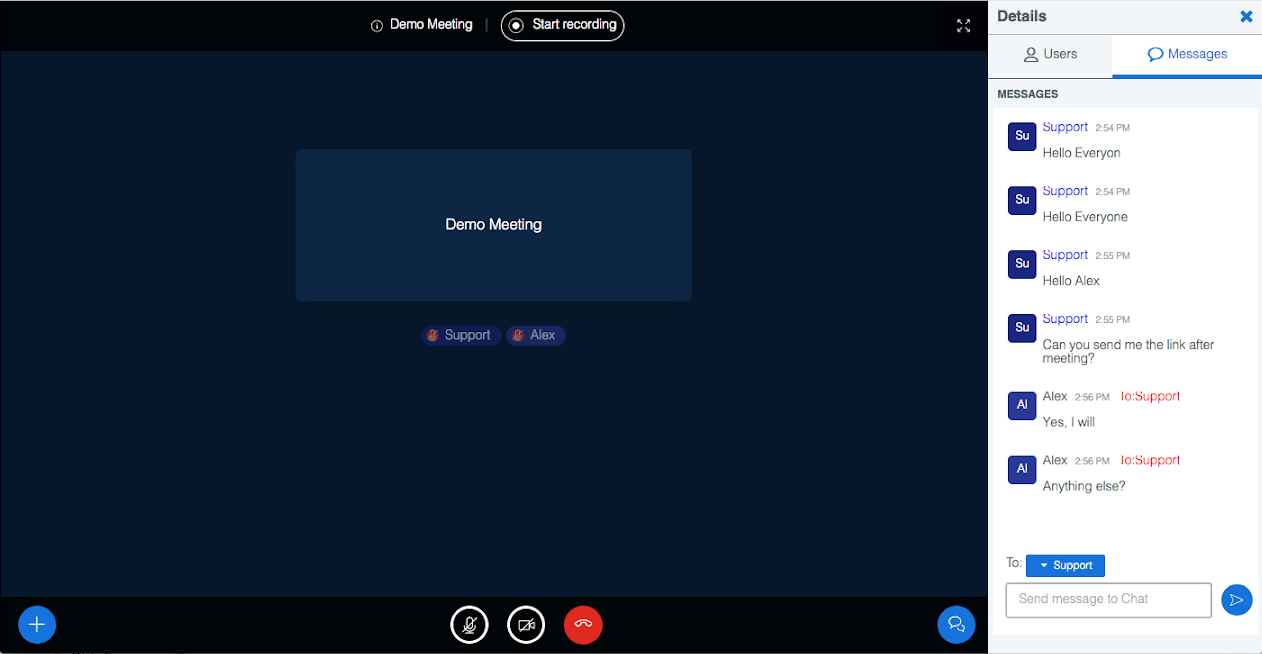 Demo Meeting | Start recording
Demo Meeting
Support Alex
Details
Users Messages
MESSAGES
Su Support 2:54 PM
Hello Everyon
Su Support 2:54 PM
Hello Everyone
Su Support 2:55 PM
Hello Alex
Su Support 2:55 PM
Can you send me the link after
meeting?
Al Alex 2:56 PM To:Support
Yes, I will
Al Alex 2:56 PM To:Support
Anything else?
To: Support
Send message to Chat